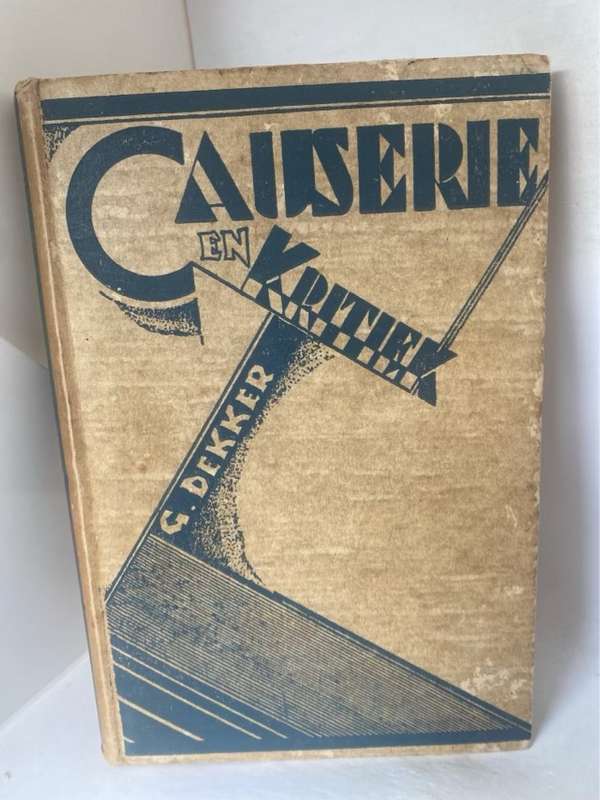 CAUSERIE
EN KRITIEK
G. DEKKER